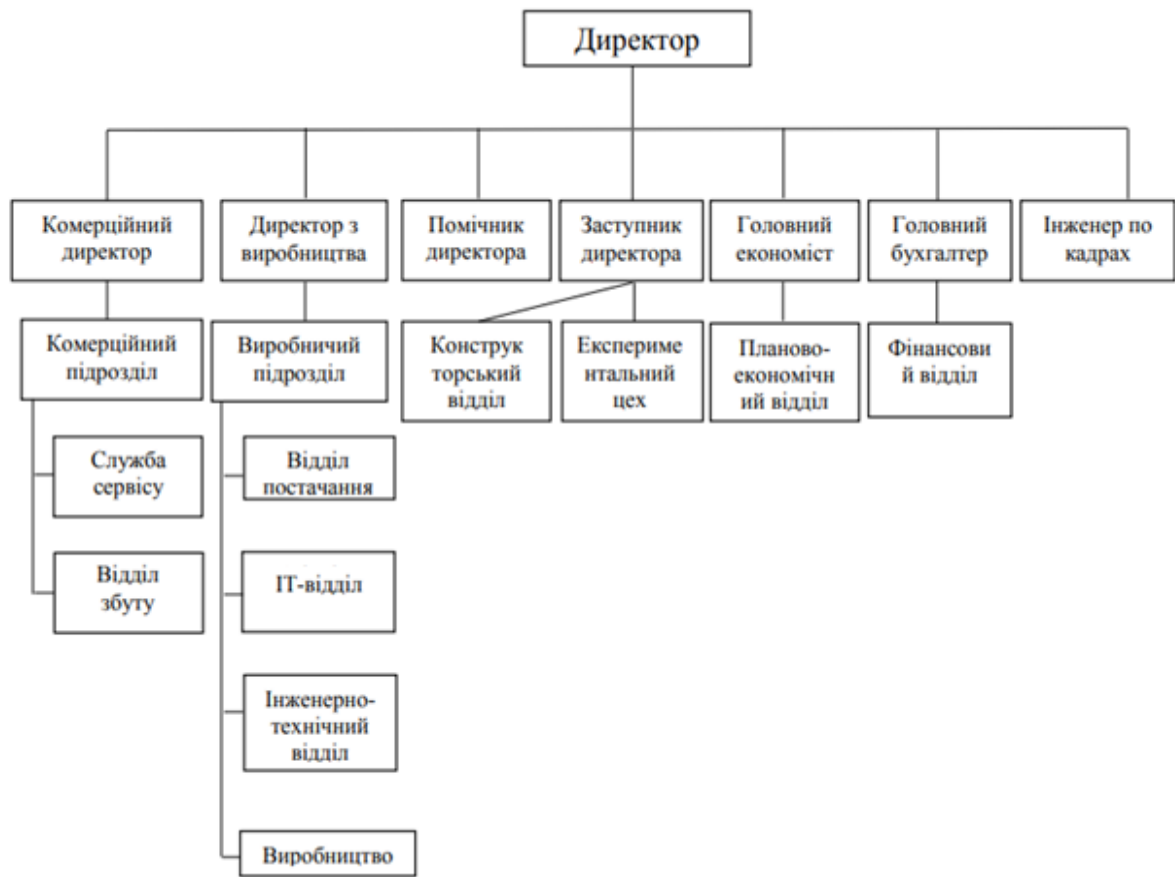 Директор
Комерційний
директор
Директор з
виробництва
Помічник
директора
Заступник
директора
Головний
економіст
Головний
бухгалтер
Інженер по
кадрах
Комерційний
підрозділ
Виробничий
підрозділ
Конструк
торський
відділ
Експериме
нтальний
цех
Планово-
економічн
ий відділ
Фінансови
й відділ
Служба
сервісу
Відділ
збуту
Відділ
постачання
ІТ-відділ
Інженерно-
технічний
відділ
Виробництво